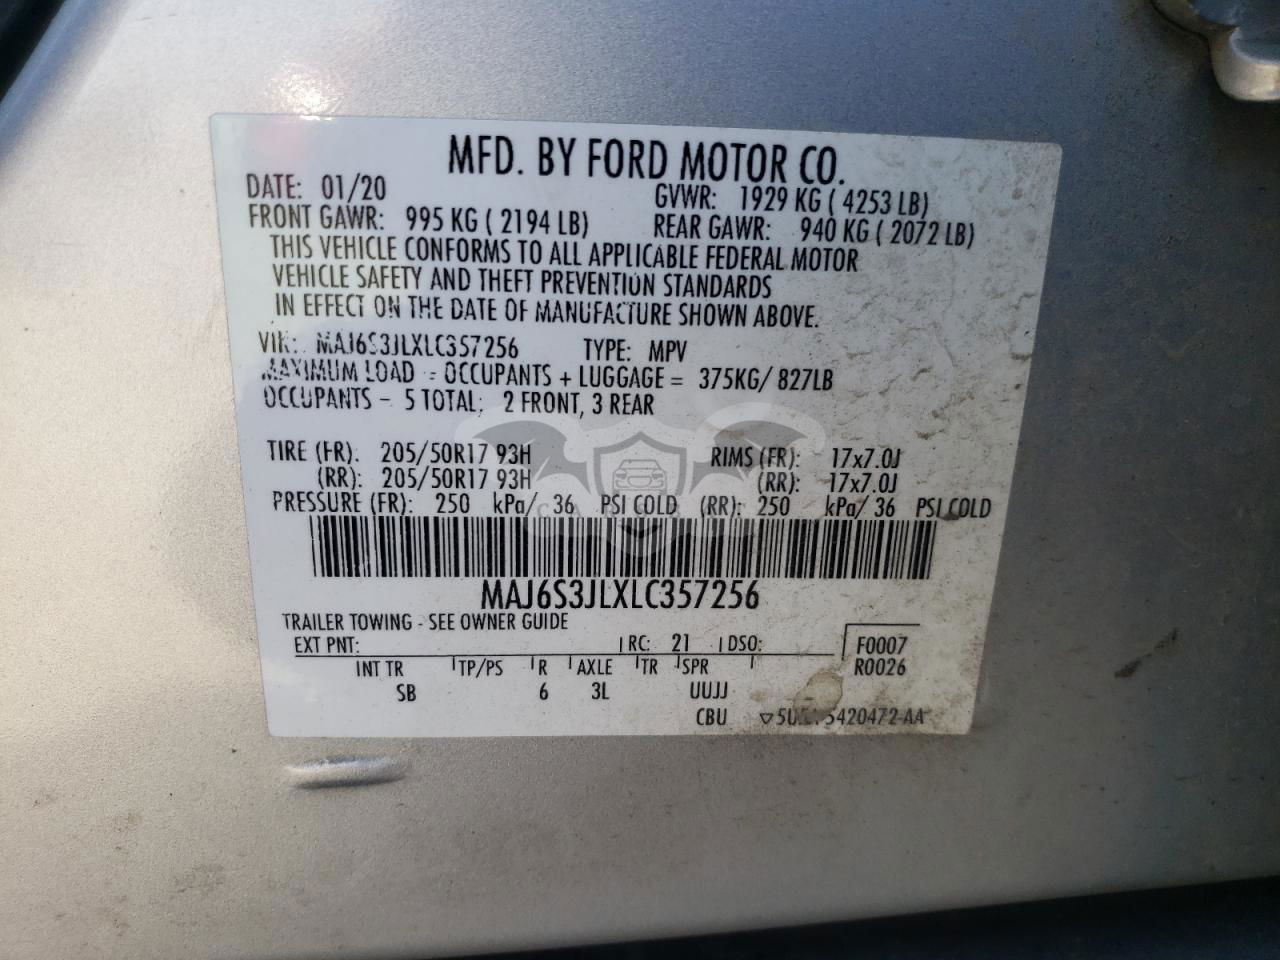 MFD. BY FORD MOTOR CO.
DATE: 01/20 GVWR: 1929 KG ( 4253 LB)
FRONT GAWR: 995 KG ( 2194 LB) REAR GAWR: 940 KG ( 2072 LB)
THIS VEHICLE CONFORMS TO ALL APPLICABLE FEDERAL MOTOR
VEHICLE SAFETY AND THEFT PREVENTION STANDARDS
IN EFFECT ON THE DATE OF MANUFACTURE SHOWN ABOVE.
VIN: MAJ6S3JLXLC357256 TYPE: MPV
MAXIMUM LOAD = OCCUPANTS + LUGGAGE = 375KG/ 827LB
OCCUPANTS - 5 TOTAL: 2 FRONT, 3 REAR
TIRE (FR): 205/50R17 93H RIMS (FR): 17x7.0J
(RR): 205/50R17 93H (RR): 17x7.0J
PRESSURE (FR): 250 kPa/ 36 PSI COLD (RR): 250 kPa/ 36 PSI COLD
MAJ6S3JLXLC357256
TRAILER TOWING - SEE OWNER GUIDE
EXT PNT: RC: 21 DSO: F0007
INT TR TP/PS R AXLE TR SPR R0026
SB 6 3L UUJJ
CBU 5420472-AA